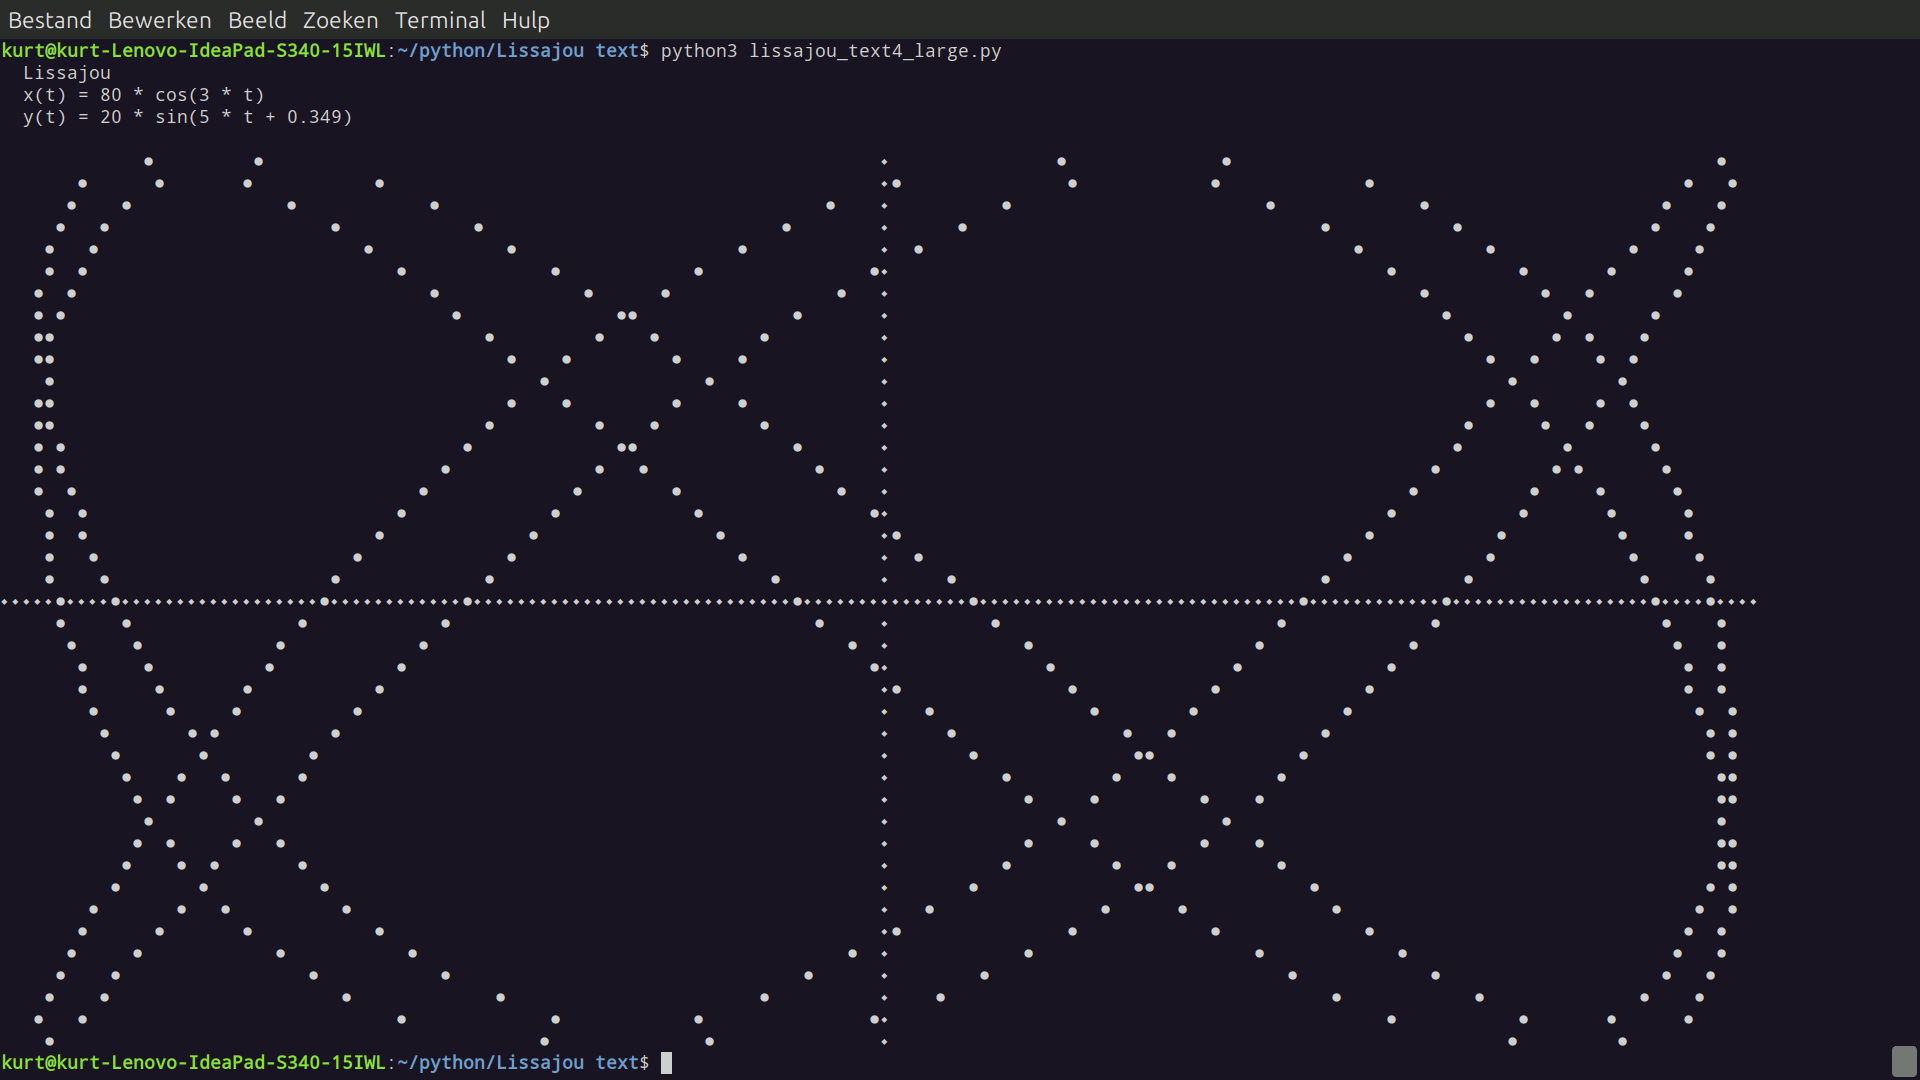 Bestand Bewerken Beeld Zoeken Terminal Hulp
kurt@kurt-Lenovo-IdeaPad-S340-15IWL:~/python/Lissajou text$ python3 lissajou_text4_large.py
Lissajou
x(t) = 80 * cos(3 * t)
y(t) = 20 * sin(5 * t + 0.349)
kurt@kurt-Lenovo-IdeaPad-S340-15IWL:~/python/Lissajou text$